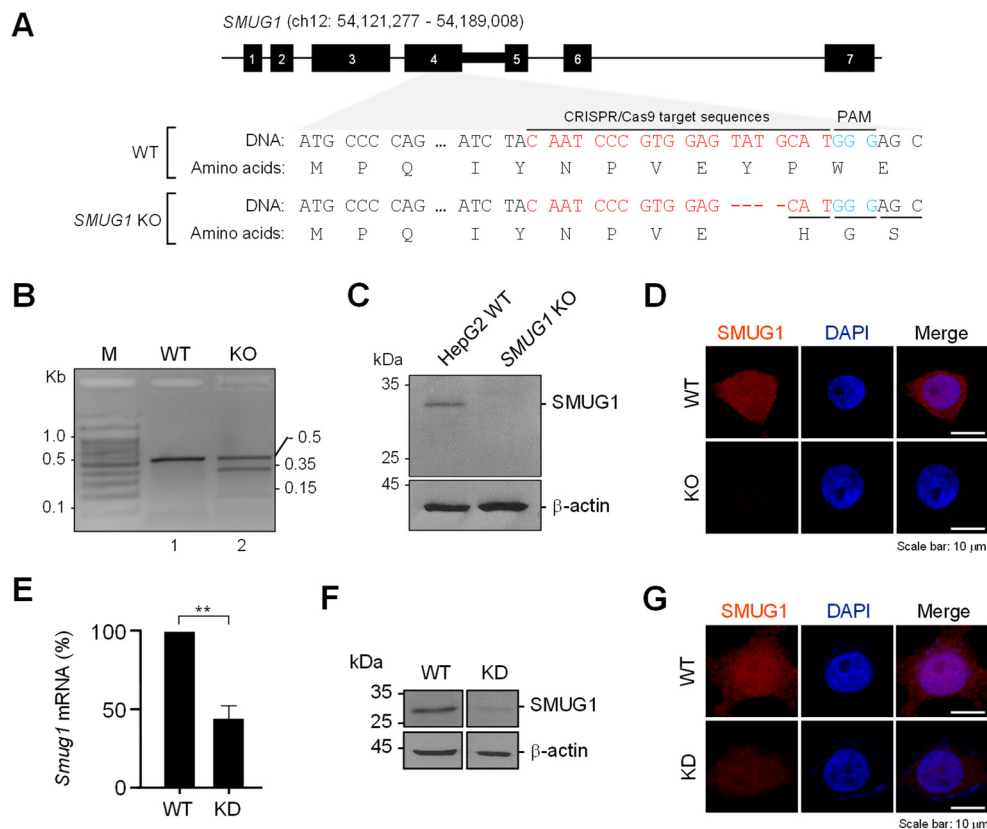 A
SMUG1 (ch12: 54,121,277 - 54,189,008)
1 2 3 4 5 6 7
CRISPR/Cas9 target sequences PAM
WT
DNA: ATG CCC CAG ... ATC TAC AAT CCC GTG GAG TAT GCA TGG GAG C
Amino acids: M P Q I Y N P V E Y P W E
SMUG1 KO
DNA: ATG CCC CAG ... ATC TAC AAT CCC GTG GAG --- - CA TGG GAG C
Amino acids: M P Q I Y N P V E H G S
B
M WT KO
Kb
1.0
0.5
0.1
0.5
0.35
0.15
1 2
C
HepG2 WT
SMUG1 KO
kDa
35
25
45
SMUG1
β-actin
D
SMUG1 DAPI Merge
WT
KO
Scale bar: 10 μm
E
Smug1 mRNA (%)
100
50
0
**
WT KD
F
kDa
WT KD
35
25
45
SMUG1
β-actin
G
SMUG1 DAPI Merge
WT
KD
Scale bar: 10 μm